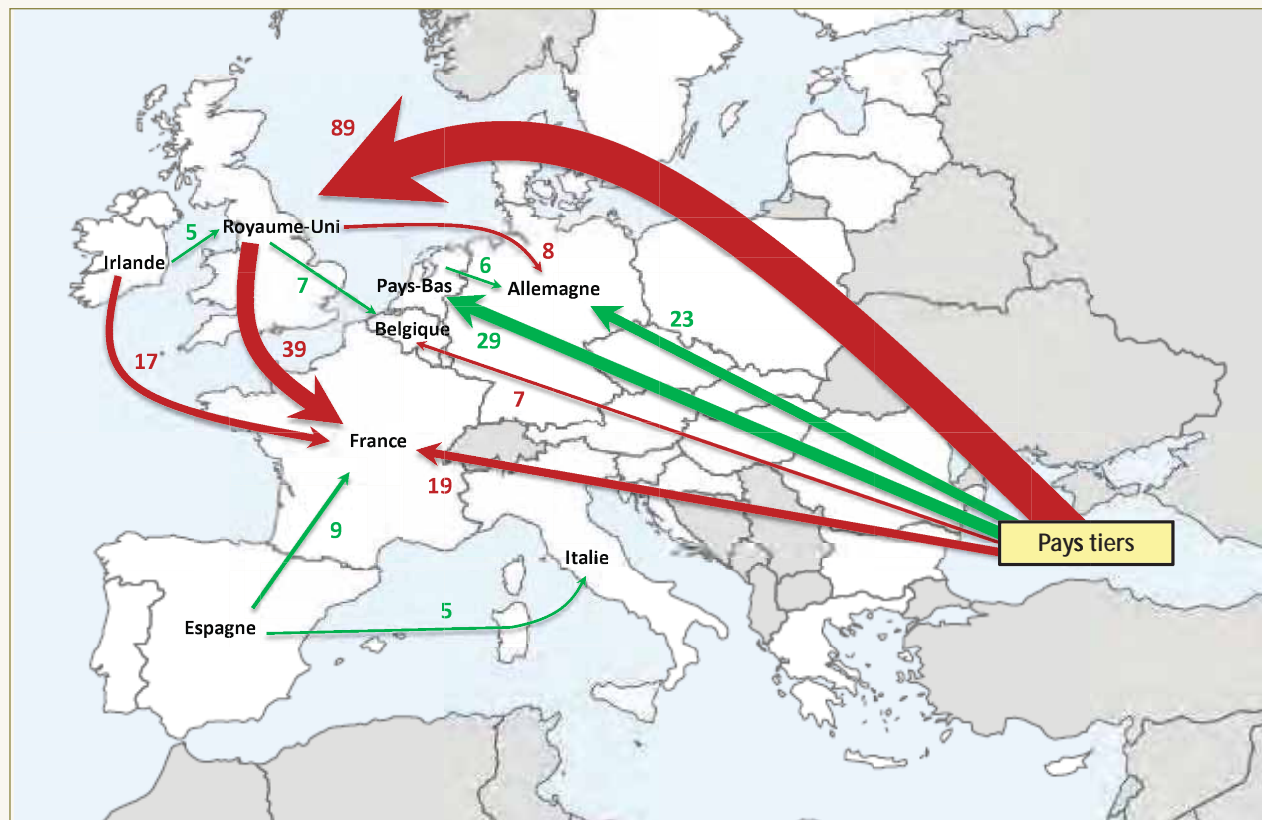 89
Royaume-Uni
5
Irlande
8
6
7
Pays-Bas
Allemagne
Belgique
23
29
39
17
7
France
19
9
Pays tiers
Italie
5
Espagne